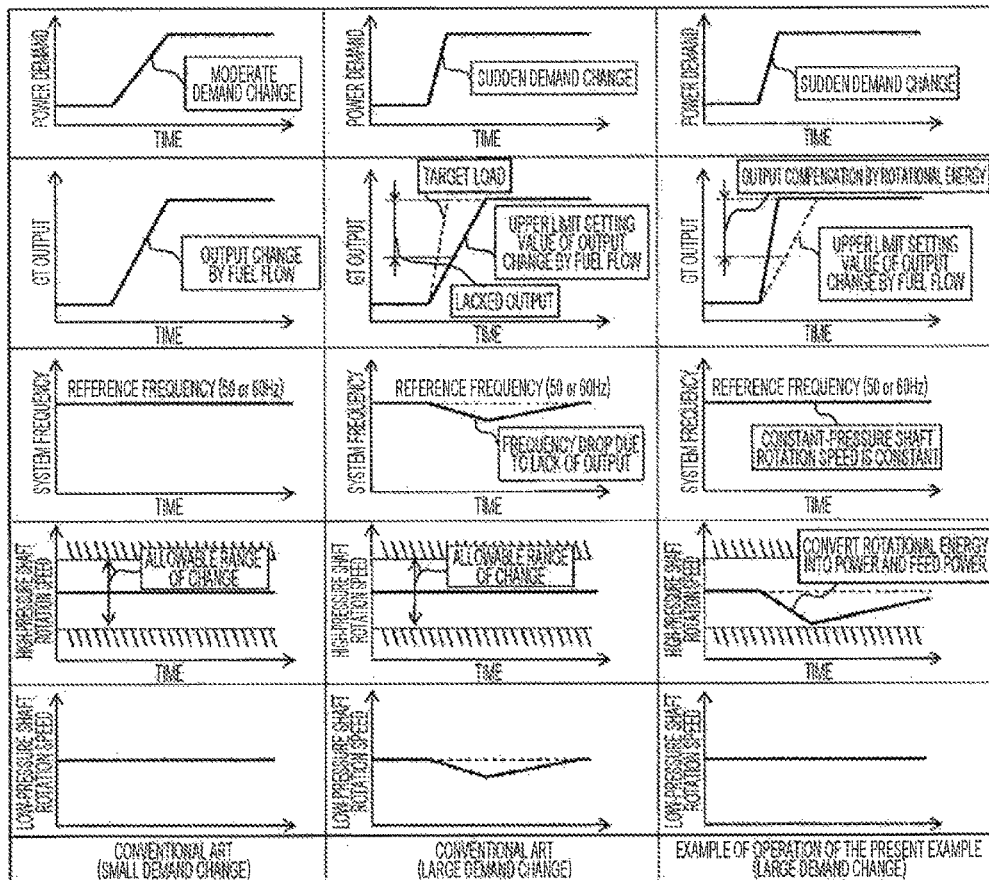 POWER DEMAND
MODERATE
DEMAND CHANGE
TIME
POWER DEMAND
SUDDEN DEMAND CHANGE
TIME
POWER DEMAND
SUDDEN DEMAND CHANGE
TIME
GT OUTPUT
OUTPUT CHANGE
BY FUEL FLOW
TIME
GT OUTPUT
TARGET LOAD
UPPER LIMIT SETTING
VALUE OF OUTPUT
CHANGE BY FUEL FLOW
LACKED OUTPUT
TIME
GT OUTPUT
OUTPUT COMPENSATION BY ROTATIONAL ENERGY
UPPER LIMIT SETTING
VALUE OF OUTPUT
CHANGE BY FUEL FLOW
TIME
SYSTEM FREQUENCY
REFERENCE FREQUENCY (50 or 60Hz)
TIME
SYSTEM FREQUENCY
REFERENCE FREQUENCY (50 or 60Hz)
FREQUENCY DROP DUE
TO LACK OF OUTPUT
TIME
SYSTEM FREQUENCY
REFERENCE FREQUENCY (50 or 60Hz)
CONSTANT-PRESSURE SHAFT
ROTATION SPEED IS CONSTANT
TIME
HIGH-PRESSURE SHAFT
ROTATION SPEED
ALLOWABLE RANGE
OF CHANGE
TIME
HIGH-PRESSURE SHAFT
ROTATION SPEED
ALLOWABLE RANGE
OF CHANGE
TIME
HIGH-PRESSURE SHAFT
ROTATION SPEED
CONVERT ROTATIONAL ENERGY
INTO POWER AND FEED POWER
TIME
LOW-PRESSURE SHAFT
ROTATION SPEED
LOW-PRESSURE SHAFT
ROTATION SPEED
LOW-PRESSURE SHAFT
ROTATION SPEED
CONVENTIONAL ART
(SMALL DEMAND CHANGE)
CONVENTIONAL ART
(LARGE DEMAND CHANGE)
EXAMPLE OF OPERATION OF THE PRESENT EXAMPLE
(LARGE DEMAND CHANGE)